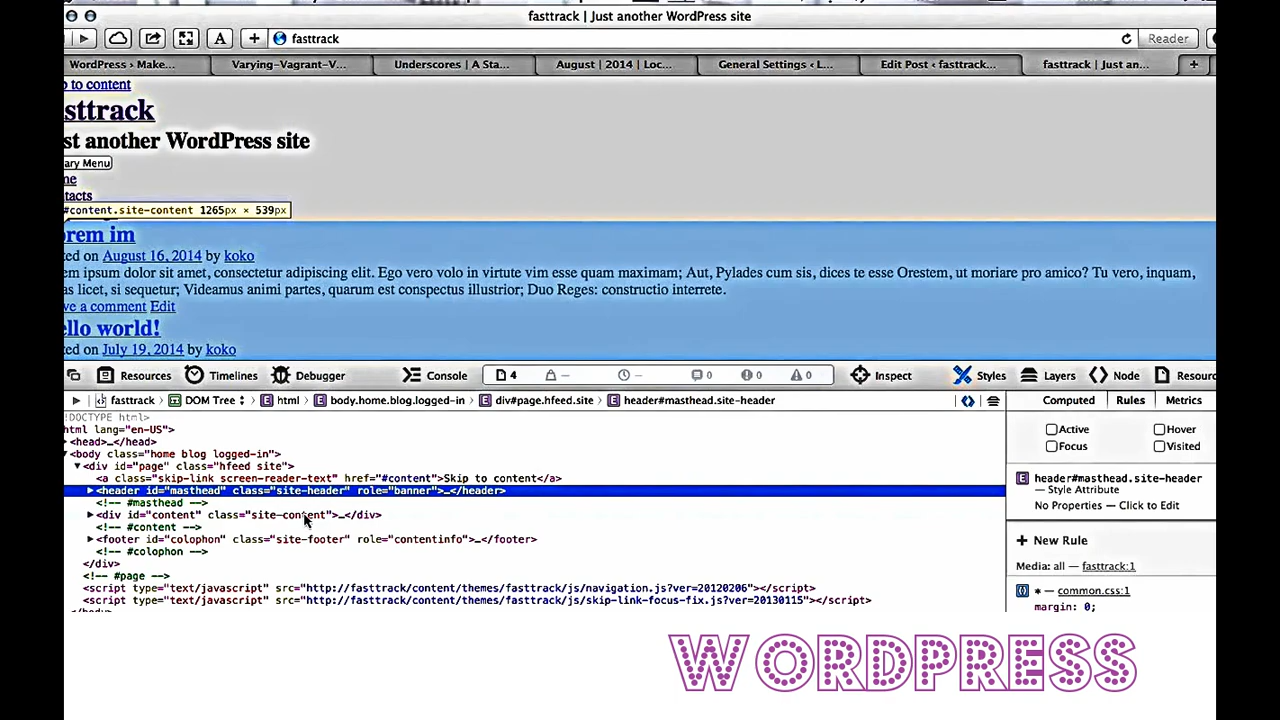 fasttrack | Just another WordPress site
A + fasttrack Reader
WordPress › Make... Varying-Vagrant-V... Underscores | A Sta... August | 2014 | Loc... General Settings ‹ L... Edit Post ‹ fasttrack... fasttrack | Just an... +
p to content
sttrack
st another WordPress site
ary Menu
me
ntacts
#content.site-content 1265px × 539px
orem im
ted on August 16, 2014 by koko
em ipsum dolor sit amet, consectetur adipiscing elit. Ego vero volo in virtute vim esse quam maximam; Aut, Pylades cum sis, dices te esse Orestem, ut moriare pro amico? Tu vero, inquam,
as licet, si sequetur; Videamus animi partes, quarum est conspectus illustrior; Duo Reges: constructio interrete.
ve a comment Edit
ello world!
ted on July 19, 2014 by koko
Resources Timelines Debugger Console 4 — — 0 0 0 Inspect Styles Layers Node Resourc
fasttrack DOM Tree html body.home.blog.logged-in div#page.hfeed.site header#masthead.site-header Computed Rules Metrics
!DOCTYPE html>
html lang="en-US">
<head>…</head>
<body class="home blog logged-in">
<div id="page" class="hfeed site">
<a class="skip-link screen-reader-text" href="#content">Skip to content</a>
<header id="masthead" class="site-header" role="banner">…</header>
<!-- #masthead -->
<div id="content" class="site-content">…</div>
<!-- #content -->
<footer id="colophon" class="site-footer" role="contentinfo">…</footer>
<!-- #colophon -->
</div>
<!-- #page -->
<script type="text/javascript" src="http://fasttrack/content/themes/fasttrack/js/navigation.js?ver=20120206"></script>
<script type="text/javascript" src="http://fasttrack/content/themes/fasttrack/js/skip-link-focus-fix.js?ver=20130115"></script>
Active Hover
Focus Visited
header#masthead.site-header
— Style Attribute
No Properties — Click to Edit
+ New Rule
Media: all — fasttrack:1
* — common.css:1
margin: 0;
WORDPRESS